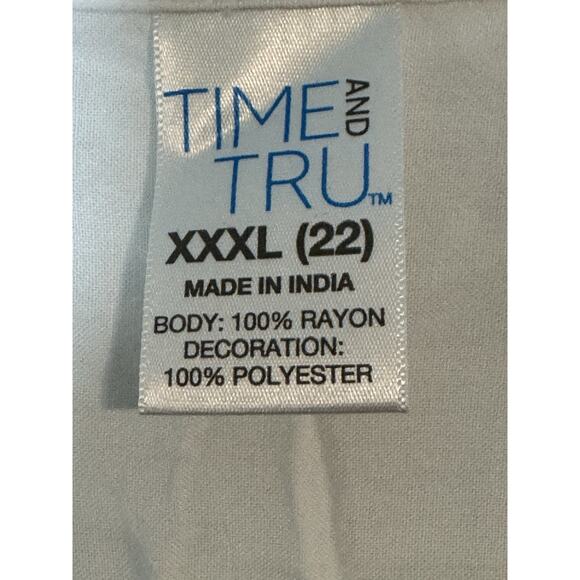 TIME AND
TRU™
XXXL (22)
MADE IN INDIA
BODY: 100% RAYON
DECORATION:
100% POLYESTER